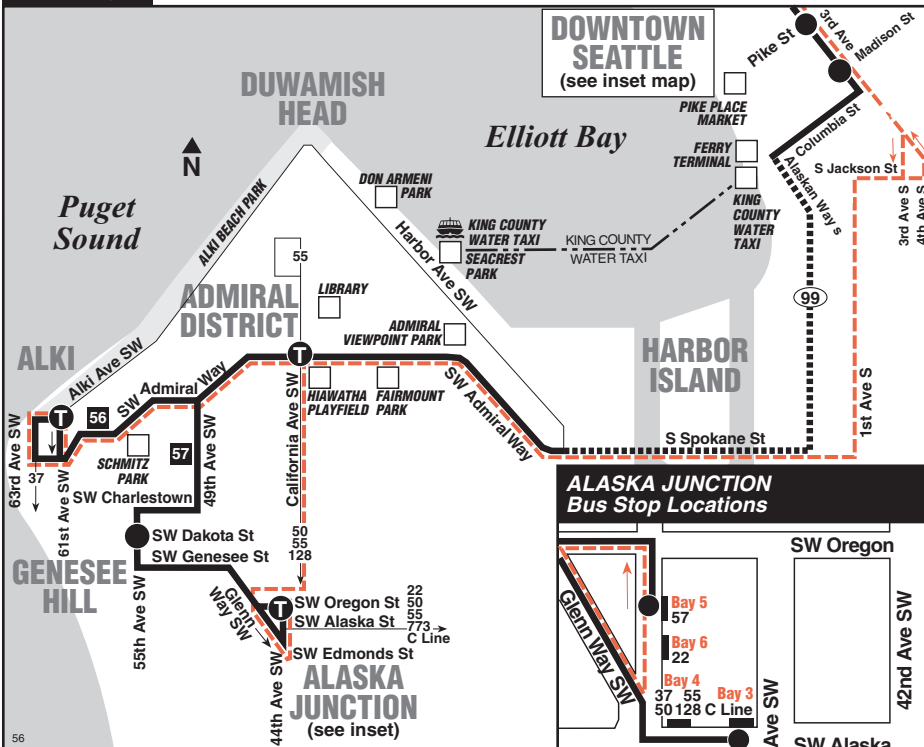 DOWNTOWN
SEATTLE
(see inset map)
Pike St
3rd Ave
Madison St
DUWAMISH
HEAD
PIKE PLACE
MARKET
Columbia St
Elliott Bay
N
FERRY
TERMINAL
Alaskan Way s
S Jackson St
DON ARMENI
PARK
ALKI BEACH PARK
Puget
Sound
KING
COUNTY
WATER
TAXI
3rd Ave S
4th Ave S
KING COUNTY
WATER TAXI
KING COUNTY
WATER TAXI
SEACREST
PARK
Harbor Ave SW
55
99
ADMIRAL
DISTRICT
LIBRARY
ADMIRAL
VIEWPOINT PARK
HARBOR
ISLAND
ALKI
Alki Ave SW
T
SW Admiral Way
HIAWATHA
PLAYFIELD
FAIRMOUNT
PARK
SW Admiral Way
1st Ave S
T
56
63rd Ave SW
37
61st Ave SW
SCHMITZ
PARK
57
49th Ave SW
California Ave SW
S Spokane St
SW Charlestown
SW Dakota St
SW Genesee St
50
55
128
GENESEE
HILL
55th Ave SW
Glenn
Way SW
T
SW Oregon St
SW Alaska St
22
50
55
773
C Line
SW Edmonds St
44th Ave SW
ALASKA
JUNCTION
(see inset)
56
ALASKA JUNCTION
Bus Stop Locations
SW Oregon
Glenn Way SW
Bay 5
57
Bay 6
22
Bay 4
37 55
50 128
Bay 3
C Line
Ave SW
42nd Ave SW
SW Alaska